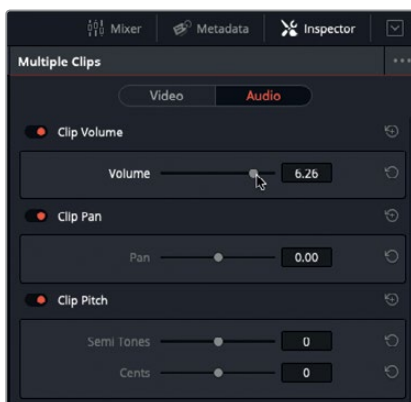 Mixer Metadata Inspector
Multiple Clips
Video Audio
Clip Volume
Volume 6.26
Clip Pan
Pan 0.00
Clip Pitch
Semi Tones 0
Cents 0